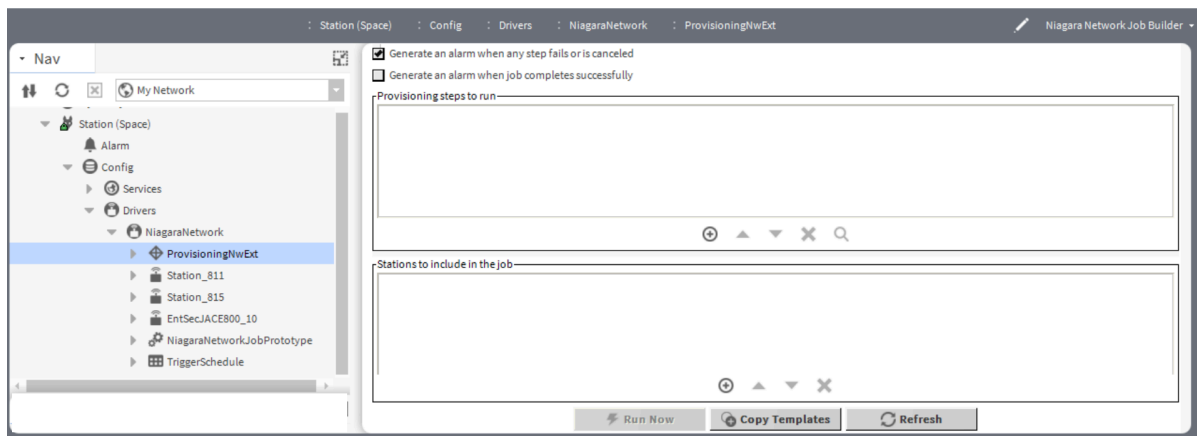 : Station (Space) : Config : Drivers : NiagaraNetwork : ProvisioningNwExt Niagara Network Job Builder
Nav
My Network
Station (Space)
Alarm
Config
Services
Drivers
NiagaraNetwork
ProvisioningNwExt
Station_811
Station_815
EntSecJACE800_10
NiagaraNetworkJobPrototype
TriggerSchedule
Generate an alarm when any step fails or is canceled
Generate an alarm when job completes successfully
Provisioning steps to run
Stations to include in the job
Run Now Copy Templates Refresh